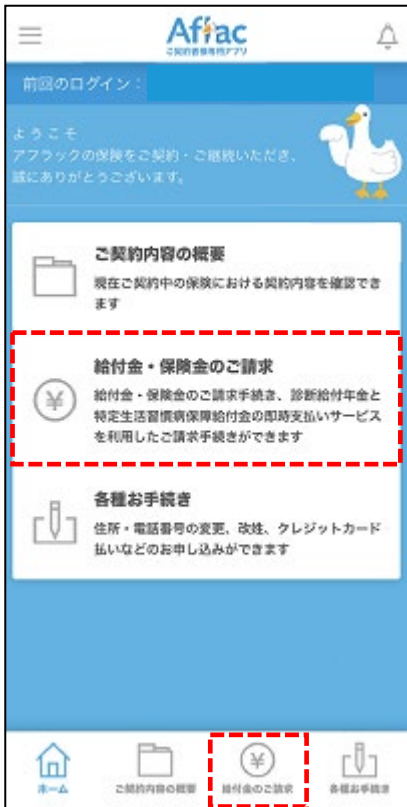 Aflac
ご契約者様専用アプリ
前回のログイン：
ようこそ
アフラックの保険をご契約・ご継続いただき、
誠にありがとうございます。
ご契約内容の概要
現在ご契約中の保険における契約内容を確認でき
ます
給付金・保険金のご請求
¥
給付金・保険金のご請求手続き、診断給付年金と
特定生活習慣病保障給付金の即時支払いサービス
を利用したご請求手続きができます
各種お手続き
住所・電話番号の変更、改姓、クレジットカード
払いなどのお申し込みができます
¥
ホーム ご契約内容の概要 給付金のご請求 各種お手続き